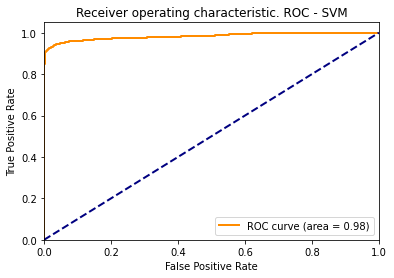 Receiver operating characteristic. ROC - SVM
True Positive Rate
1.0
0.8
0.6
0.4
0.2
0.0
ROC curve (area = 0.98)
0.0 0.2 0.4 0.6 0.8 1.0
False Positive Rate